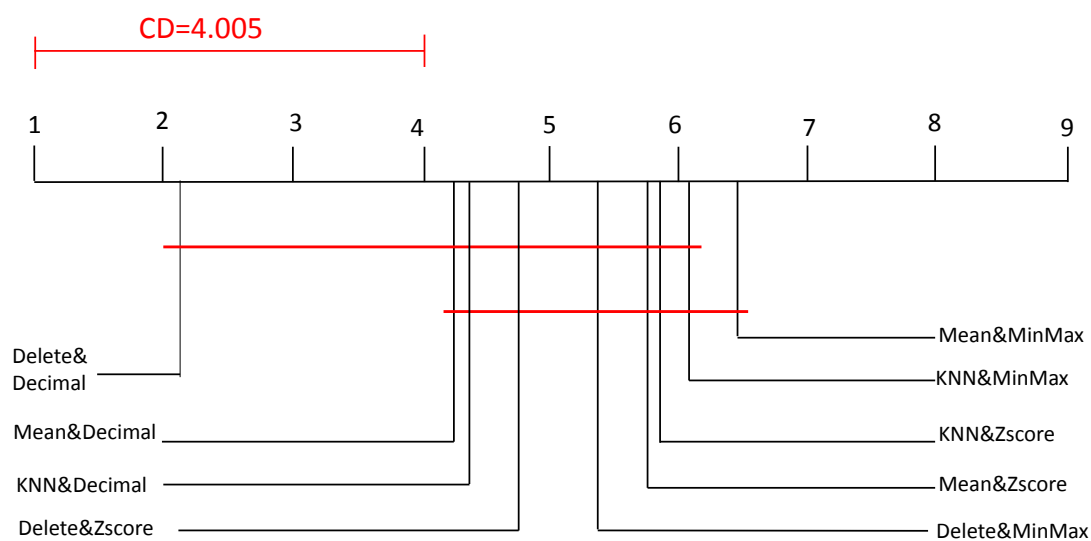 CD=4.005
1 2 3 4 5 6 7 8 9
Delete&
Decimal
Mean&Decimal
KNN&Decimal
Delete&Zscore
Mean&MinMax
KNN&MinMax
KNN&Zscore
Mean&Zscore
Delete&MinMax